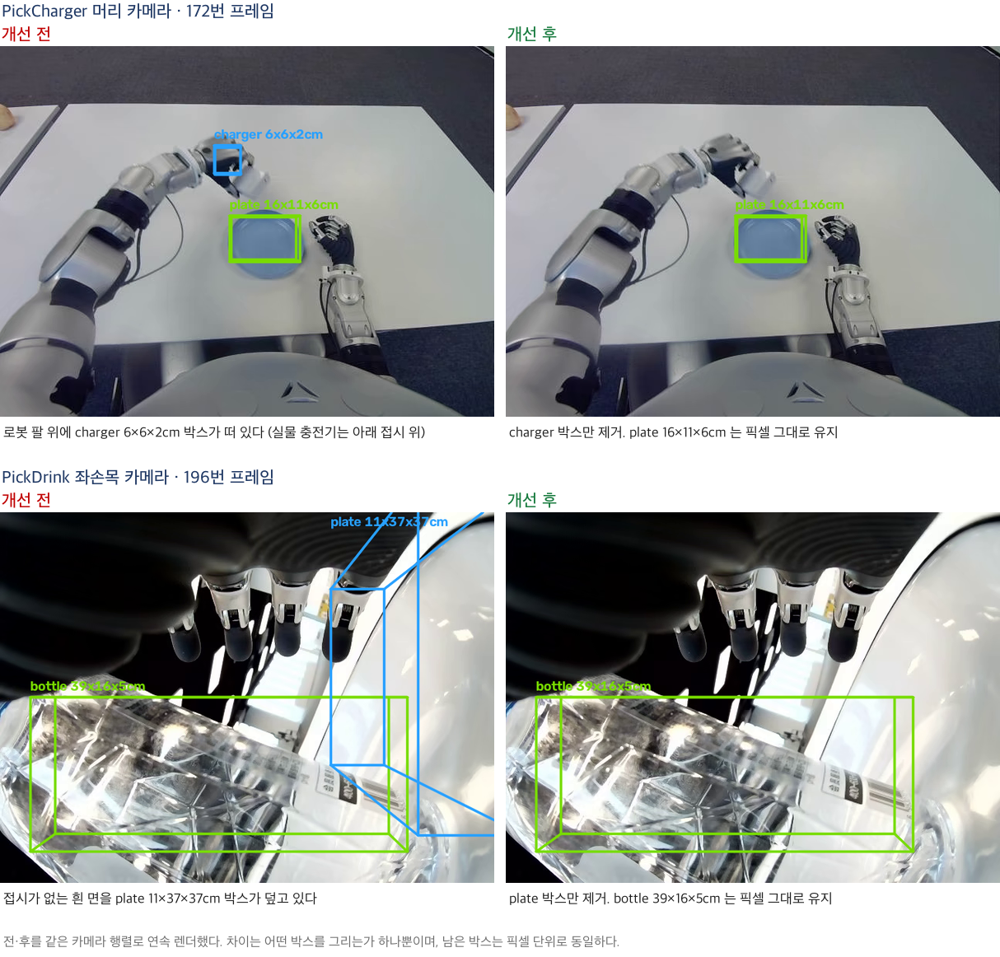 PickCharger 머리 카메라 · 172번 프레임
개선 전
개선 후
charger 6x6x2cm
plate 16x11x6cm
plate 16x11x6cm
로봇 팔 위에 charger 6×6×2cm 박스가 떠 있다 (실물 충전기는 아래 접시 위)
charger 박스만 제거. plate 16×11×6cm 는 픽셀 그대로 유지
PickDrink 좌손목 카메라 · 196번 프레임
개선 전
개선 후
plate 11x37x37cm
bottle 39x16x5cm
bottle 39x16x5cm
접시가 없는 흰 면을 plate 11×37×37cm 박스가 덮고 있다
plate 박스만 제거. bottle 39×16×5cm 는 픽셀 그대로 유지
전·후를 같은 카메라 행렬로 연속 렌더했다. 차이는 어떤 박스를 그리는가 하나뿐이며, 남은 박스는 픽셀 단위로 동일하다.